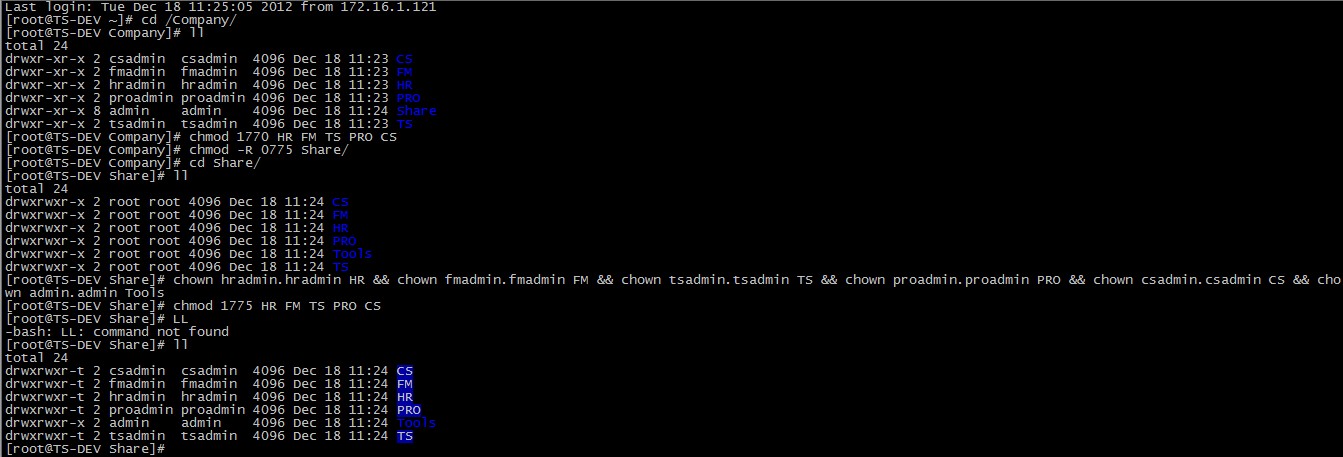 Last login: Tue Dec 18 11:25:05 2012 from 172.16.1.121
[root@TS-DEV ~]# cd /Company/
[root@TS-DEV Company]# ll
total 24
drwxr-xr-x 2 csadmin  csadmin  4096 Dec 18 11:23 CS
drwxr-xr-x 2 fmadmin  fmadmin  4096 Dec 18 11:23 FM
drwxr-xr-x 2 hradmin  hradmin  4096 Dec 18 11:23 HR
drwxr-xr-x 2 proadmin proadmin 4096 Dec 18 11:23 PRO
drwxr-xr-x 8 admin    admin    4096 Dec 18 11:24 Share
drwxr-xr-x 2 tsadmin  tsadmin  4096 Dec 18 11:23 TS
[root@TS-DEV Company]# chmod 1770 HR FM TS PRO CS
[root@TS-DEV Company]# chmod -R 0775 Share/
[root@TS-DEV Company]# cd Share/
[root@TS-DEV Share]# ll
total 24
drwxrwxr-x 2 root root 4096 Dec 18 11:24 CS
drwxrwxr-x 2 root root 4096 Dec 18 11:24 FM
drwxrwxr-x 2 root root 4096 Dec 18 11:24 HR
drwxrwxr-x 2 root root 4096 Dec 18 11:24 PRO
drwxrwxr-x 2 root root 4096 Dec 18 11:24 Tools
drwxrwxr-x 2 root root 4096 Dec 18 11:24 TS
[root@TS-DEV Share]# chown hradmin.hradmin HR && chown fmadmin.fmadmin FM && chown tsadmin.tsadmin TS && chown proadmin.proadmin PRO && chown csadmin.csadmin CS && cho
wn admin.admin Tools
[root@TS-DEV Share]# chmod 1775 HR FM TS PRO CS
[root@TS-DEV Share]# LL
-bash: LL: command not found
[root@TS-DEV Share]# ll
total 24
drwxrwxr-t 2 csadmin  csadmin  4096 Dec 18 11:24 CS
drwxrwxr-t 2 fmadmin  fmadmin  4096 Dec 18 11:24 FM
drwxrwxr-t 2 hradmin  hradmin  4096 Dec 18 11:24 HR
drwxrwxr-t 2 proadmin proadmin 4096 Dec 18 11:24 PRO
drwxrwxr-x 2 admin    admin    4096 Dec 18 11:24 Tools
drwxrwxr-t 2 tsadmin  tsadmin  4096 Dec 18 11:24 TS
[root@TS-DEV Share]#